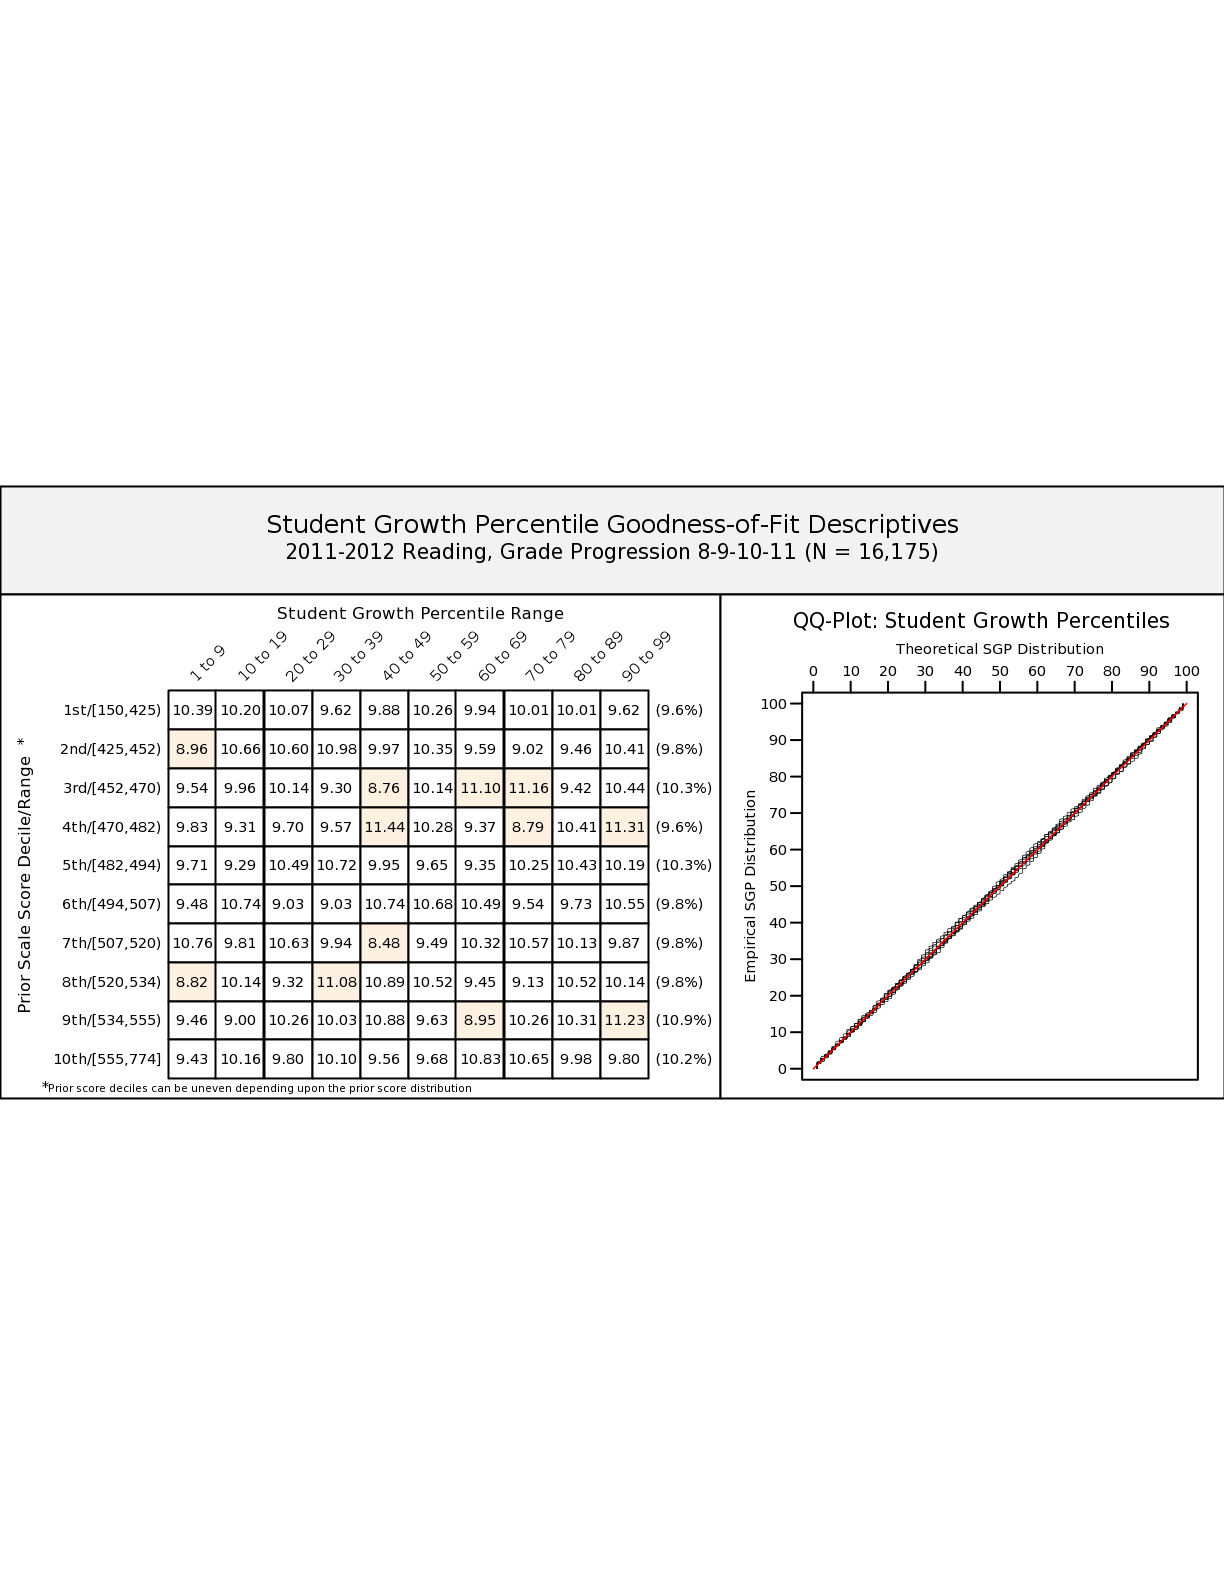 Student Growth Percentile Goodness-of-Fit Descriptives
2011-2012 Reading, Grade Progression 8-9-10-11 (N = 16,175)
Student Growth Percentile Range
1 to 9 10 to 19 20 to 29 30 to 39 40 to 49 50 to 59 60 to 69 70 to 79 80 to 89 90 to 99
Prior Scale Score Decile/Range *
1st/[150,425) 10.39 10.20 10.07 9.62 9.88 10.26 9.94 10.01 10.01 9.62 (9.6%)
2nd/[425,452) 8.96 10.66 10.60 10.98 9.97 10.35 9.59 9.02 9.46 10.41 (9.8%)
3rd/[452,470) 9.54 9.96 10.14 9.30 8.76 10.14 11.10 11.16 9.42 10.44 (10.3%)
4th/[470,482) 9.83 9.31 9.70 9.57 11.44 10.28 9.37 8.79 10.41 11.31 (9.6%)
5th/[482,494) 9.71 9.29 10.49 10.72 9.95 9.65 9.35 10.25 10.43 10.19 (10.3%)
6th/[494,507) 9.48 10.74 9.03 9.03 10.74 10.68 10.49 9.54 9.73 10.55 (9.8%)
7th/[507,520) 10.76 9.81 10.63 9.94 8.48 9.49 10.32 10.57 10.13 9.87 (9.8%)
8th/[520,534) 8.82 10.14 9.32 11.08 10.89 10.52 9.45 9.13 10.52 10.14 (9.8%)
9th/[534,555) 9.46 9.00 10.26 10.03 10.88 9.63 8.95 10.26 10.31 11.23 (10.9%)
10th/[555,774] 9.43 10.16 9.80 10.10 9.56 9.68 10.83 10.65 9.98 9.80 (10.2%)
*Prior score deciles can be uneven depending upon the prior score distribution
QQ-Plot: Student Growth Percentiles
Theoretical SGP Distribution
0 10 20 30 40 50 60 70 80 90 100
Empirical SGP Distribution
100
90
80
70
60
50
40
30
20
10
0